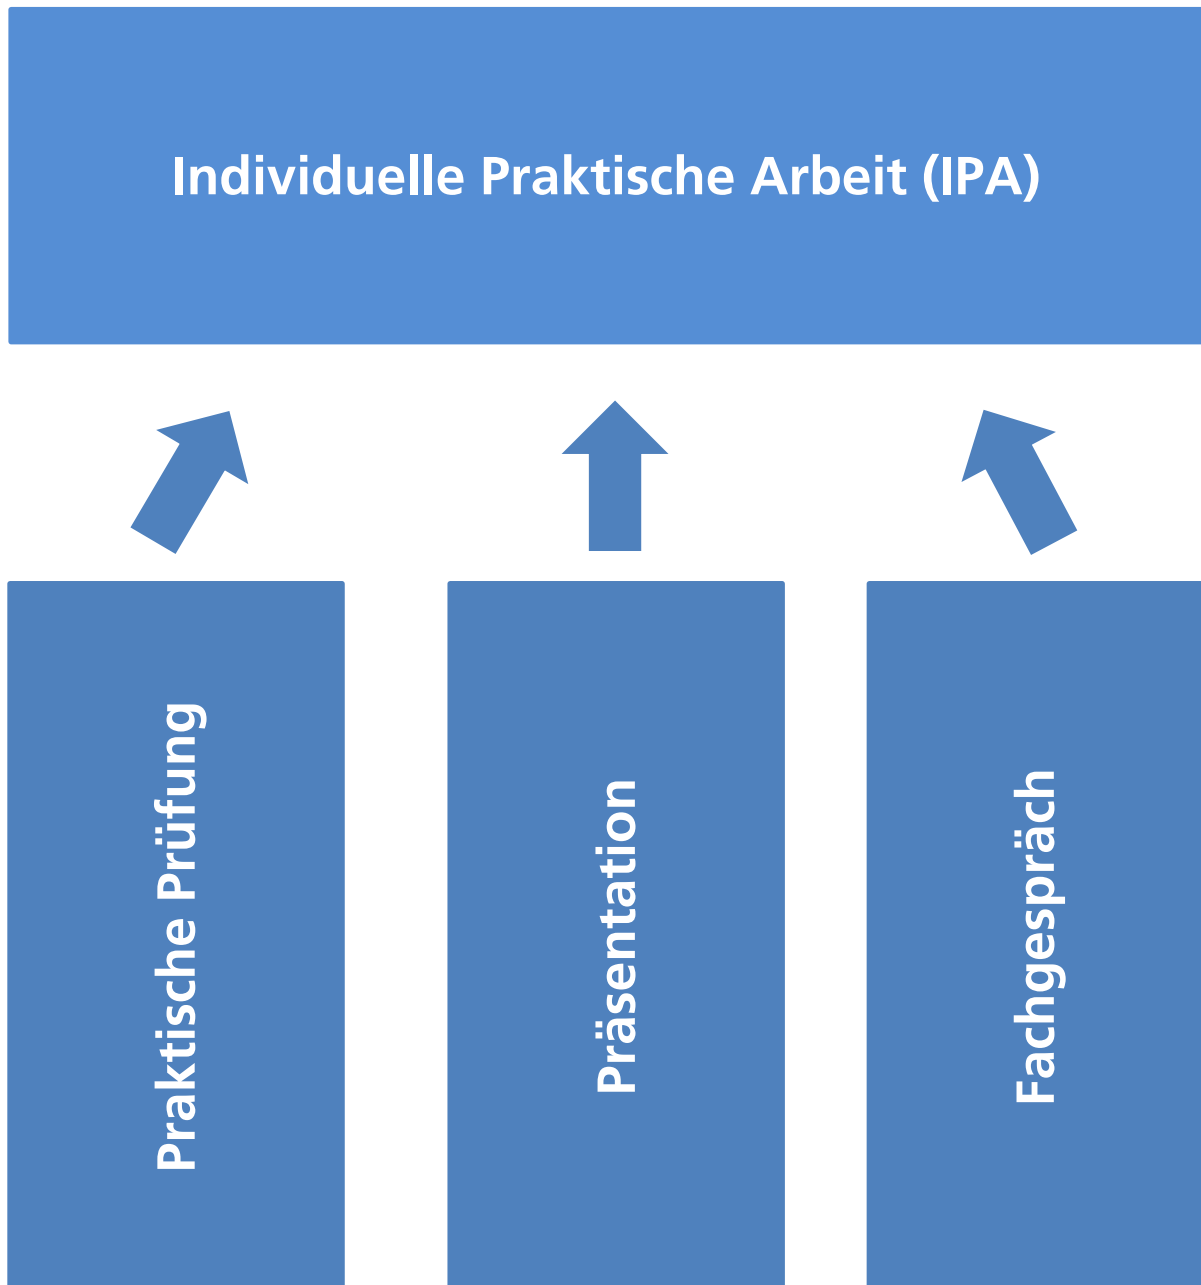 Individuelle Praktische Arbeit (IPA)
Praktische Prüfung
Präsentation
Fachgespräch